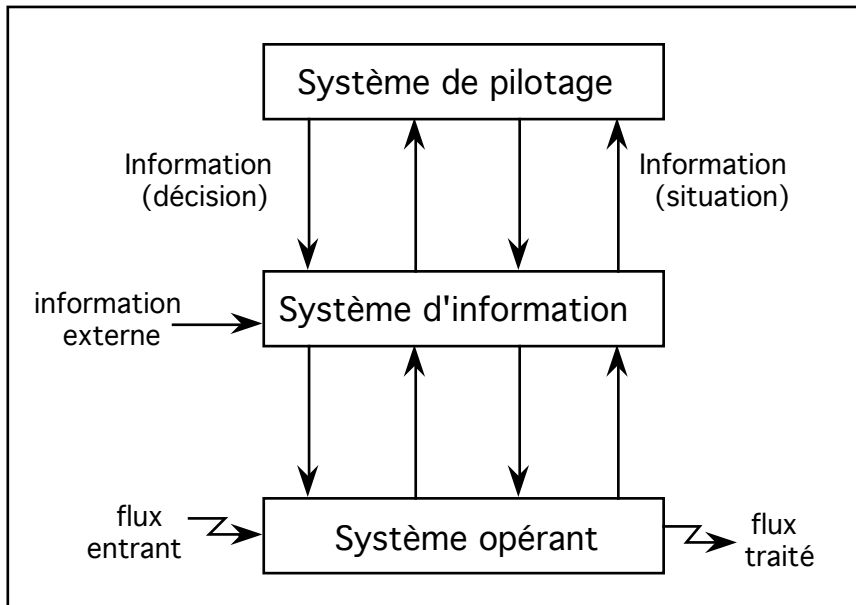 Système de pilotage
Information
(décision)
Information
(situation)
information
externe
Système d'information
flux
entrant
Système opérant
flux
traité